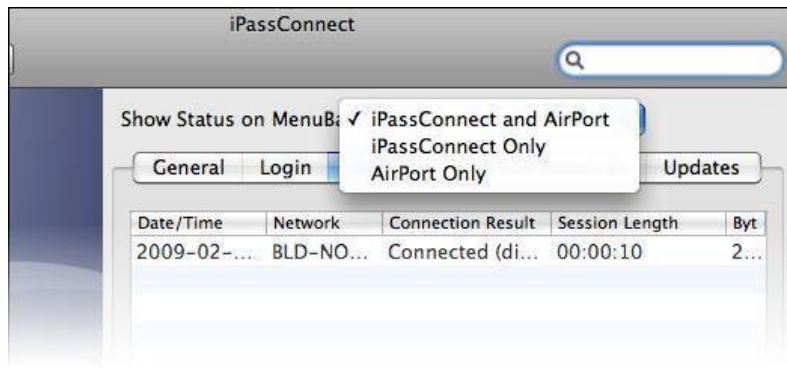 iPassConnect
Show Status on MenuBa ✓ iPassConnect and AirPort
iPassConnect Only
AirPort Only
General Login Updates
Date/Time Network Connection Result Session Length Byt
2009-02-... BLD-NO... Connected (di... 00:00:10 2...